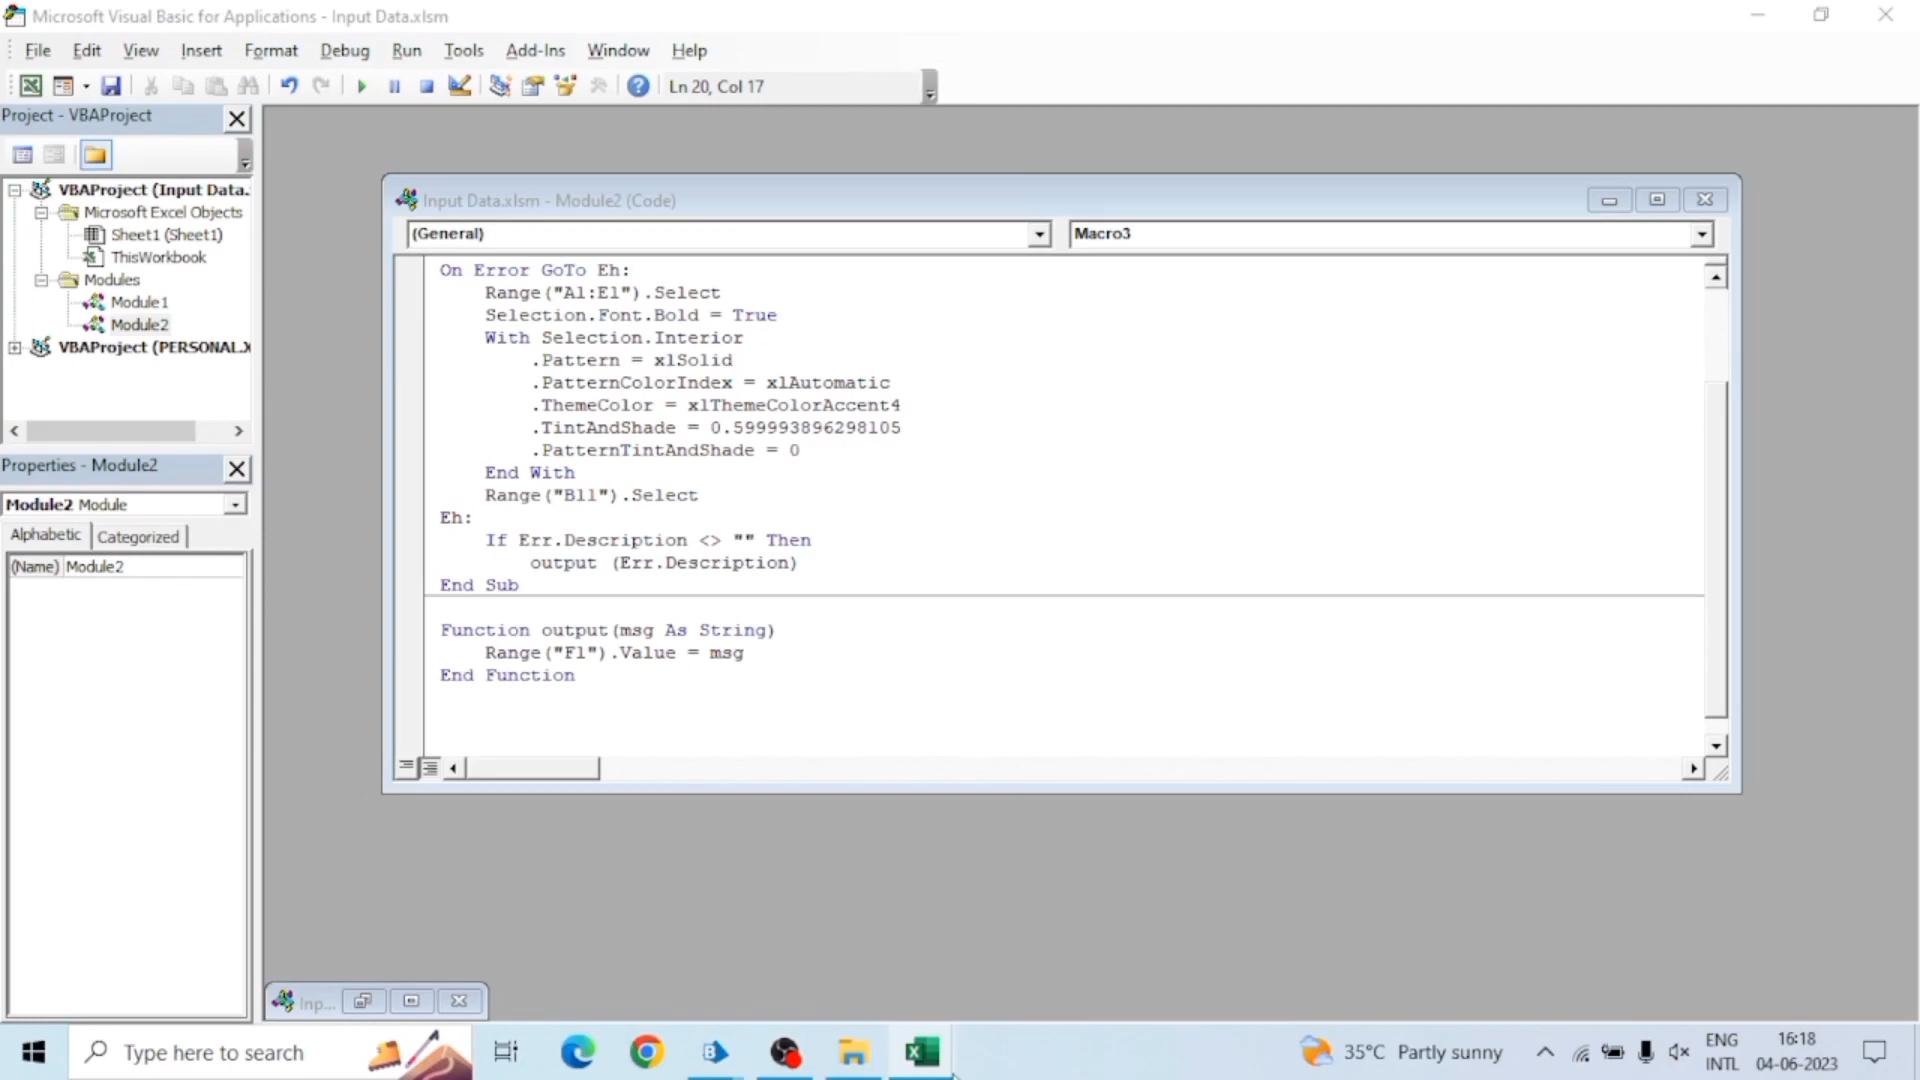 Microsoft Visual Basic for Applications - Input Data.xlsm
File Edit View Insert Format Debug Run Tools Add-Ins Window Help
Ln 20, Col 17
Project - VBAProject
VBAProject (Input Data.
Microsoft Excel Objects
Sheet1 (Sheet1)
ThisWorkbook
Modules
Module1
Module2
VBAProject (PERSONAL.X
Properties - Module2
Module2 Module
Alphabetic Categorized
(Name) Module2
Input Data.xlsm - Module2 (Code)
(General) Macro3
On Error GoTo Eh:
Range("A1:E1").Select
Selection.Font.Bold = True
With Selection.Interior
.Pattern = xlSolid
.PatternColorIndex = xlAutomatic
.ThemeColor = xlThemeColorAccent4
.TintAndShade = 0.599993896298105
.PatternTintAndShade = 0
End With
Range("B11").Select
Eh:
If Err.Description <> "" Then
output (Err.Description)
End Sub
Function output(msg As String)
Range("F1").Value = msg
End Function
Inp...
Type here to search
35°C Partly sunny
ENG
INTL
16:18
04-06-2023